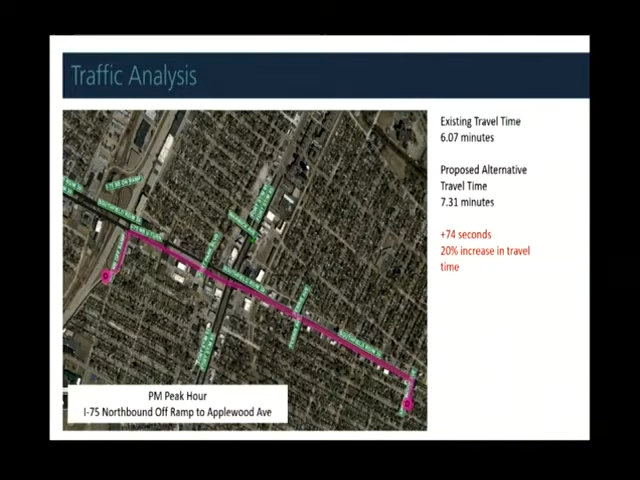 Traffic Analysis
Existing Travel Time
6.07 minutes
Proposed Alternative
Travel Time
7.31 minutes
+74 seconds
20% increase in travel
time
PM Peak Hour
I-75 Northbound Off Ramp to Applewood Ave